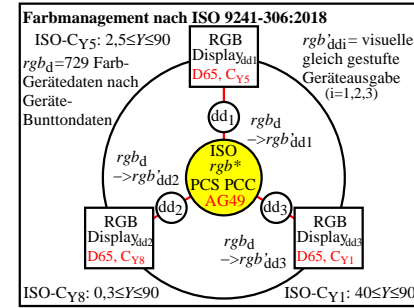 Farbmanagement nach ISO 9241-306:2018
ISO-CY5: 2,5≤Y≤90
rgbd=729 Farb-
Gerätedaten nach
Geräte-
Bunttondaten
RGB
Displaydd1
D65, CY5
rgb'ddi= visuelle
gleich gestufte
Geräteausgabe
(i=1,2,3)
dd1
rgbd
–>rgb'dd1
rgbd
–>rgb'dd2
ISO
rgb*
PCS PCC
AG49
dd2
dd3
RGB
Displaydd2
D65, CY8
rgbd
–>rgb'dd3
RGB
Displaydd3
D65, CY1
ISO-CY8: 0,3≤Y≤90
ISO-CY1: 40≤Y≤90